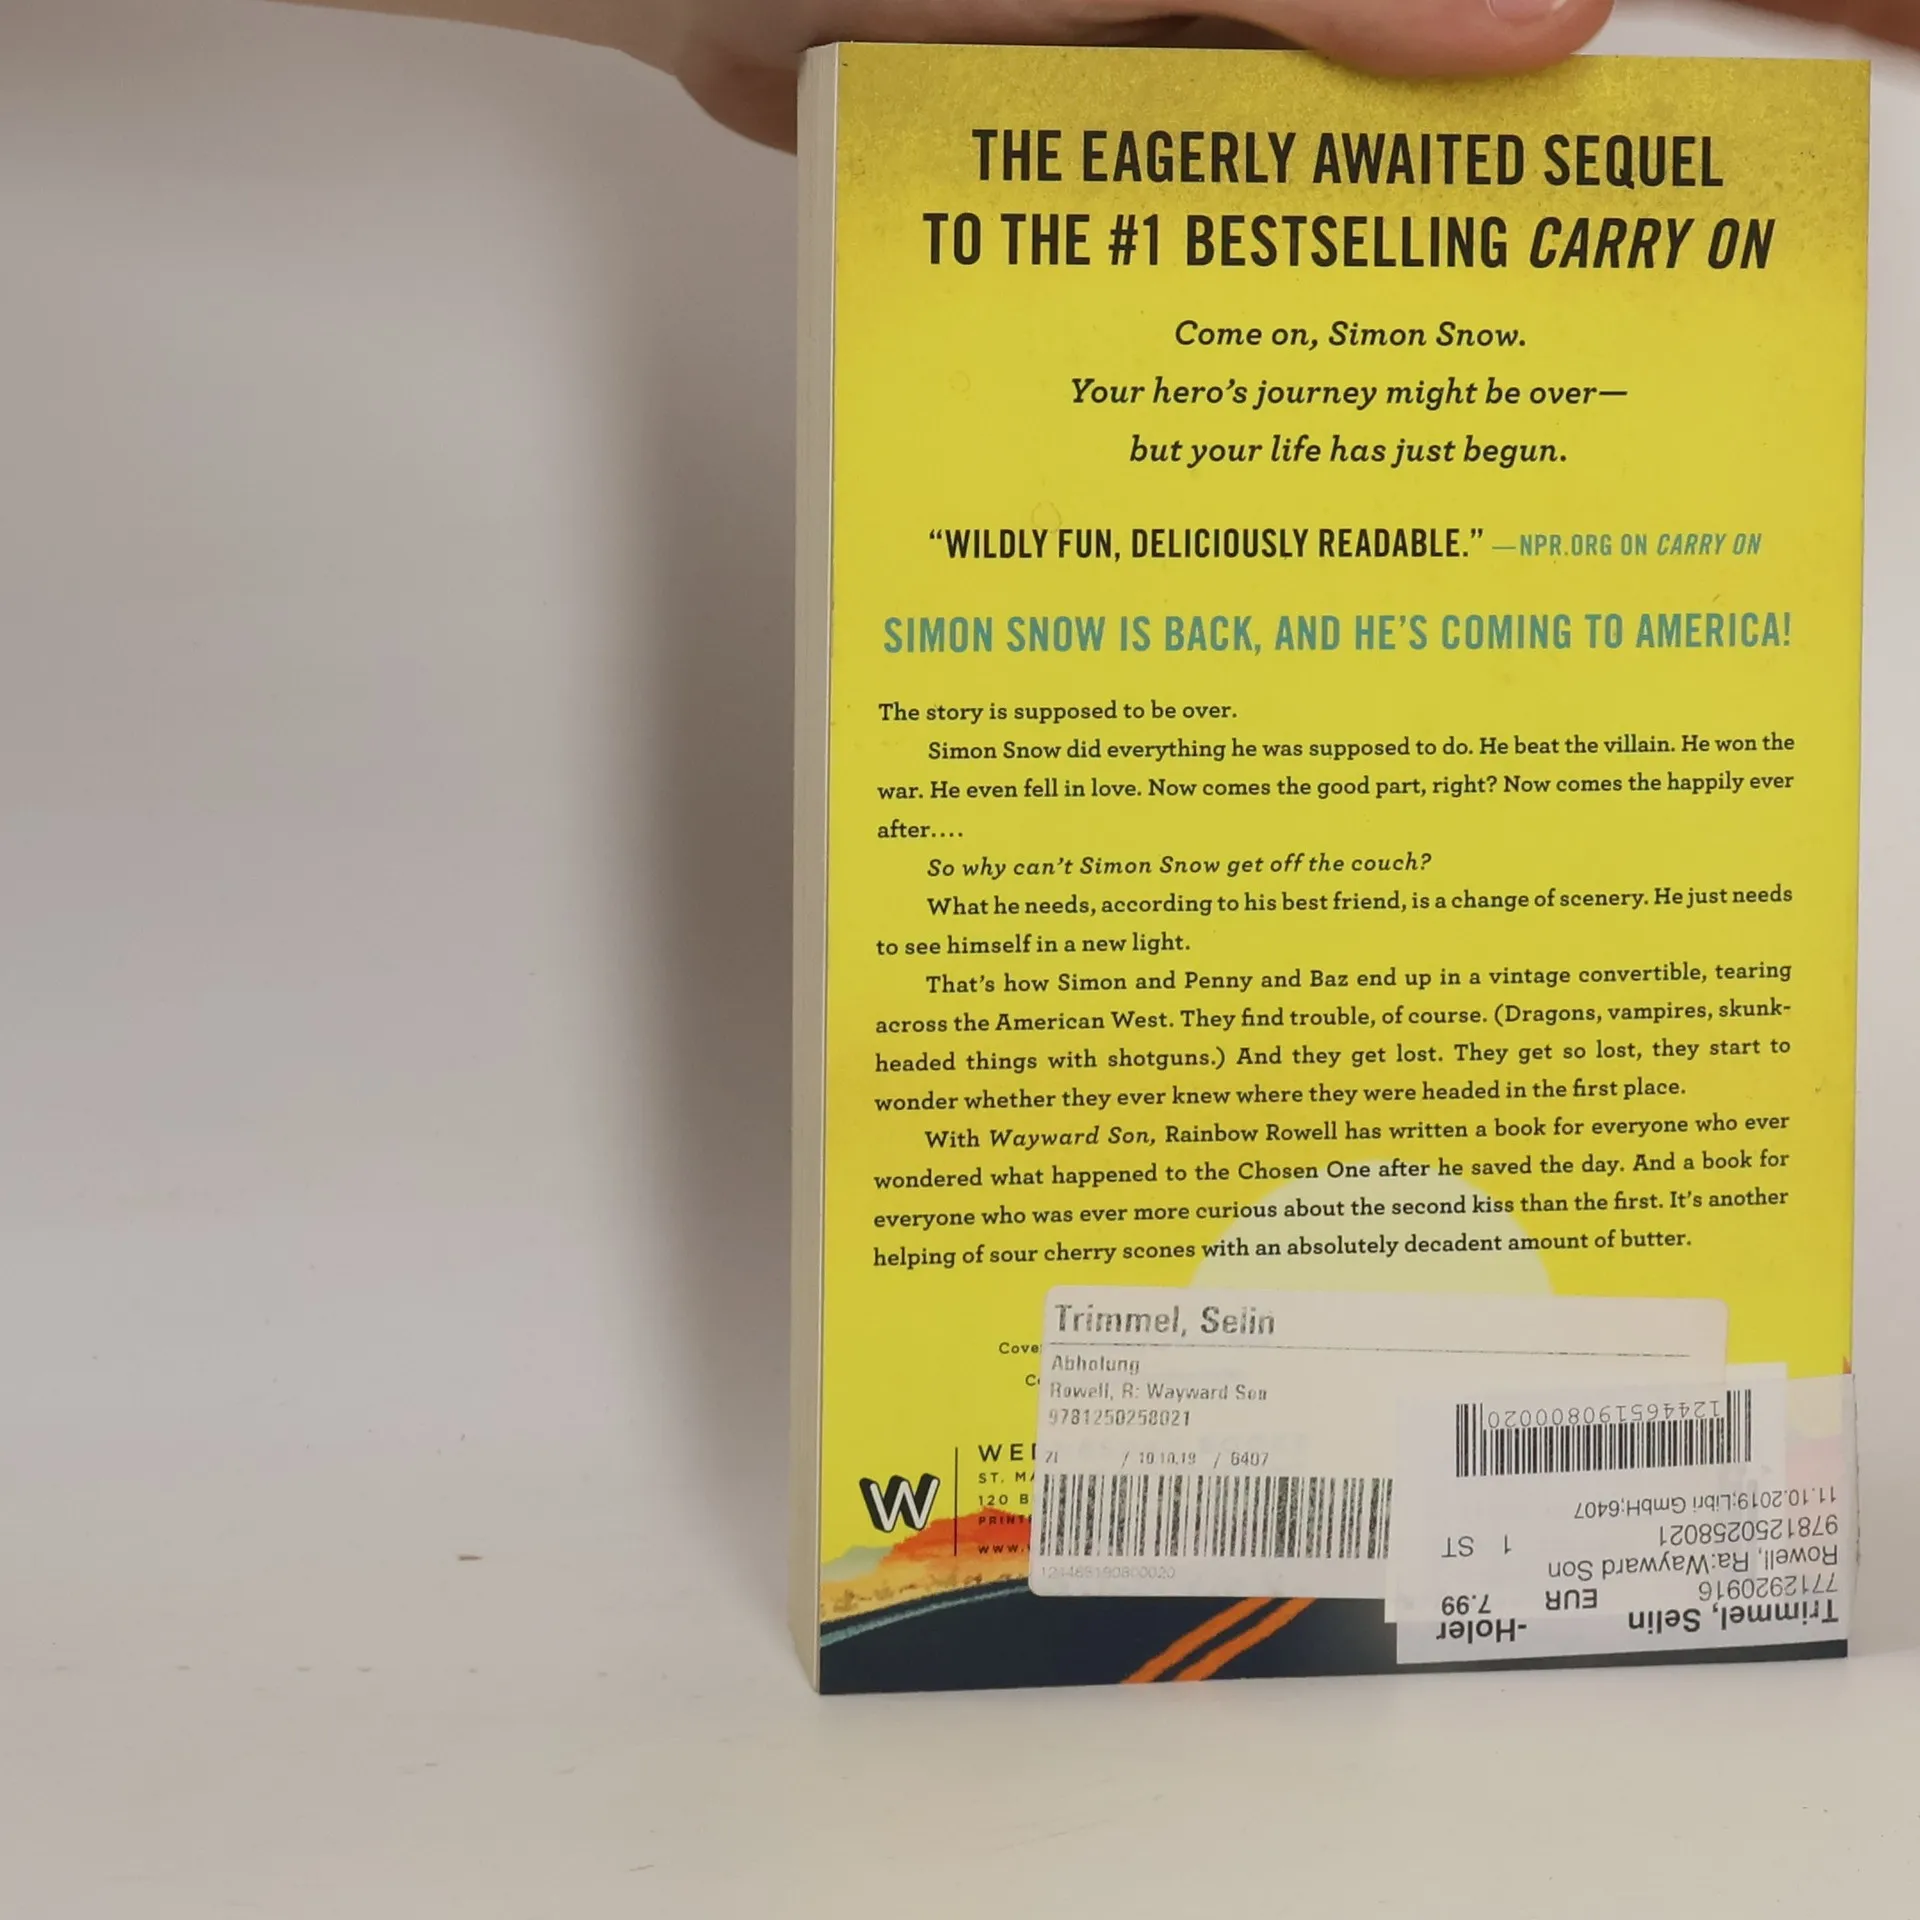 THE EAGERLY AWAITED SEQUEL
TO THE #1 BESTSELLING CARRY ON
Come on, Simon Snow.
Your hero's journey might be over—
but your life has just begun.
“WILDLY FUN, DELICIOUSLY READABLE.” —NPR.ORG ON CARRY ON
SIMON SNOW IS BACK, AND HE'S COMING TO AMERICA!
The story is supposed to be over.
Simon Snow did everything he was supposed to do. He beat the villain. He won the
war. He even fell in love. Now comes the good part, right? Now comes the happily ever
after....
So why can't Simon Snow get off the couch?
What he needs, according to his best friend, is a change of scenery. He just needs
to see himself in a new light.
That's how Simon and Penny and Baz end up in a vintage convertible, tearing
across the American West. They find trouble, of course. (Dragons, vampires, skunk-
headed things with shotguns.) And they get lost. They get so lost, they start to
wonder whether they ever knew where they were headed in the first place.
With Wayward Son, Rainbow Rowell has written a book for everyone who ever
wondered what happened to the Chosen One after he saved the day. And a book for
everyone who was ever more curious about the second kiss than the first. It's another
helping of sour cherry scones with an absolutely decadent amount of butter.
Trimmel, Selin
Abholung
Rowell, R: Wayward Son
9781250258021
ZI / 10.10.19 / 6407
W
ST.
120 B
www.
Trimmel, Selin -Holer
7712920916 EUR 7.99
Rowell, Ra:Wayward Son
9781250258021 1 ST
11.10.2019;Libri GmbH;6407
124465190800020